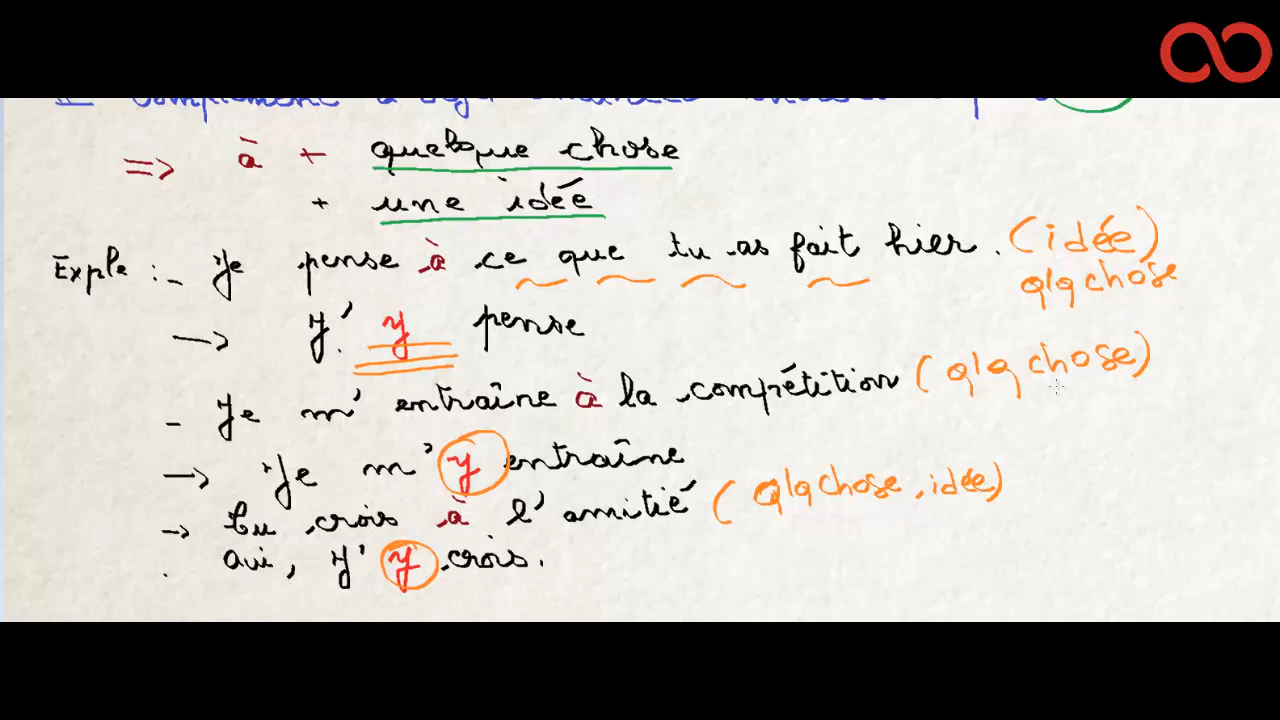 => à + quelque chose
+ une idée
Exple : - Je pense à ce que tu as fait hier. (idée)
qlq chose
→ J' y pense
- Je m' entraîne à la compétition (qlq chose)
→ Je m' y entraîne
→ tu crois à l' amitié (qlq chose, idée)
. oui, J' y crois.